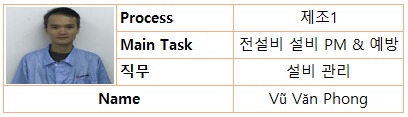 Process 제조1
Main Task 전설비 설비 PM & 예방
직무 설비 관리
Name Vũ Văn Phong